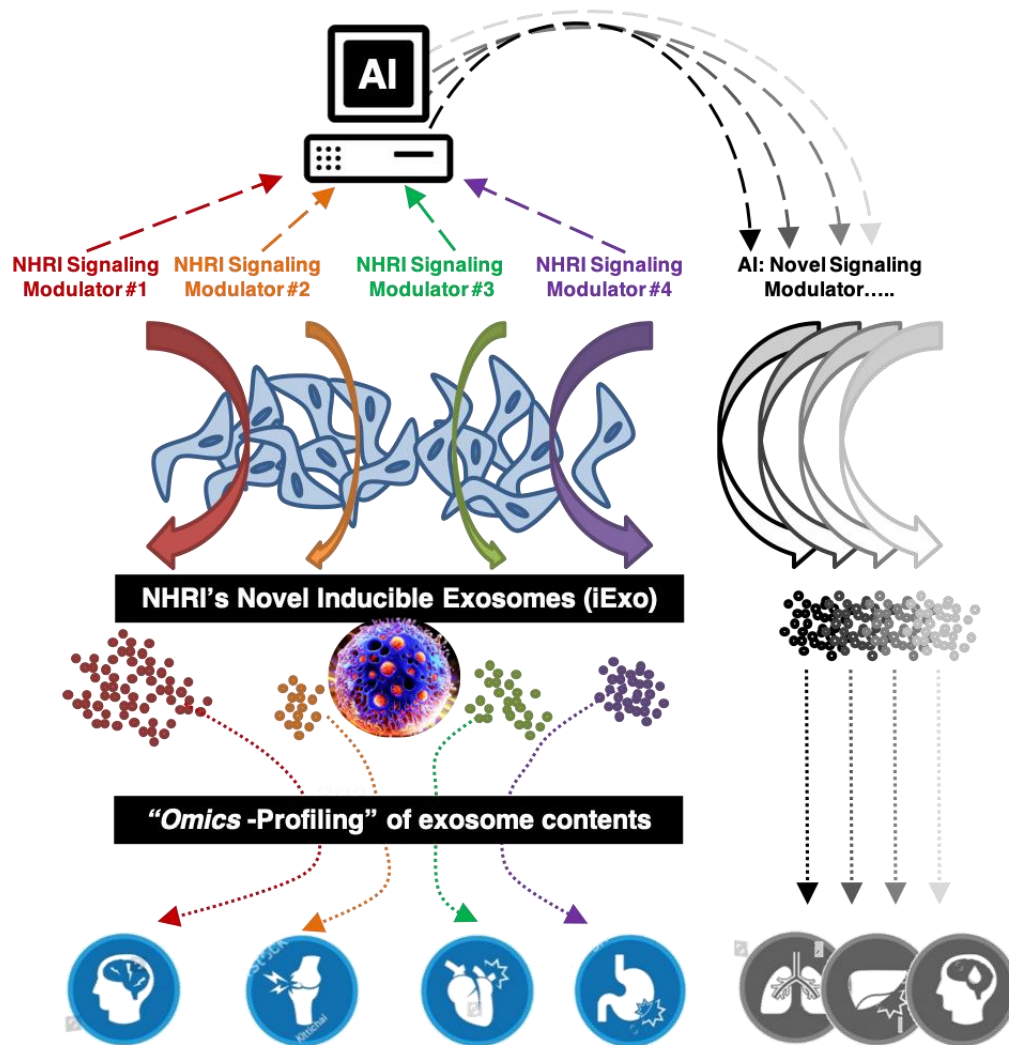 AI
NHRI Signaling
Modulator #1
NHRI Signaling
Modulator #2
NHRI Signaling
Modulator #3
NHRI Signaling
Modulator #4
AI: Novel Signaling
Modulator…..
NHRI's Novel Inducible Exosomes (iExo)
“Omics -Profiling” of exosome contents
Kittichai